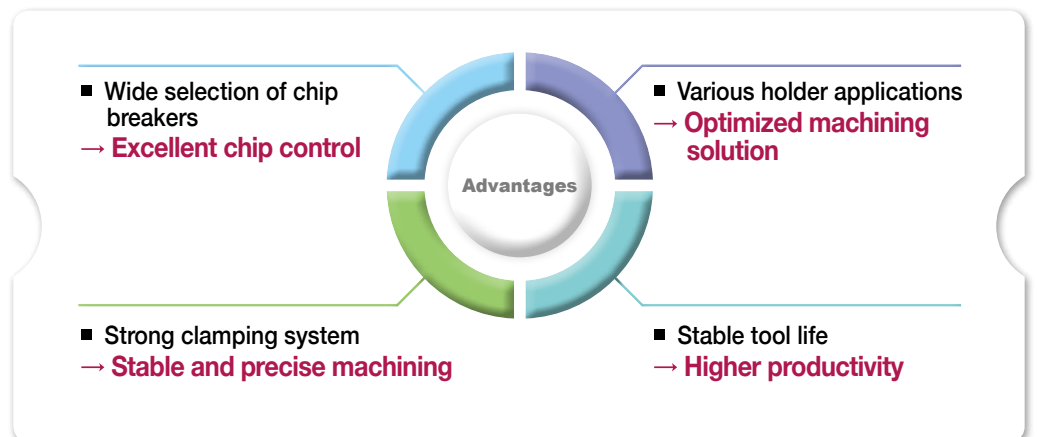 ■ Wide selection of chip
breakers
→ Excellent chip control
■ Various holder applications
→ Optimized machining
solution
Advantages
■ Strong clamping system
→ Stable and precise machining
■ Stable tool life
→ Higher productivity